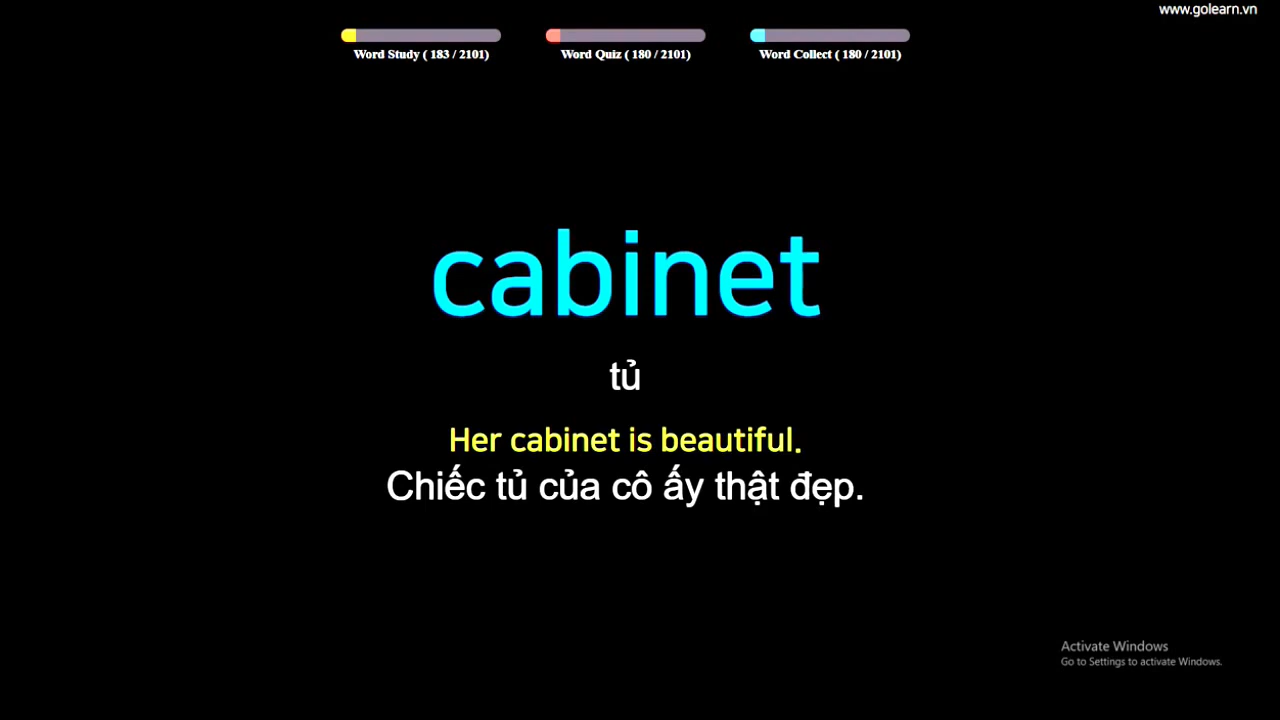 www.golearn.vn
Word Study ( 183 / 2101)
Word Quiz ( 180 / 2101)
Word Collect ( 180 / 2101)
cabinet
tủ
Her cabinet is beautiful.
Chiếc tủ của cô ấy thật đẹp.
Activate Windows
Go to Settings to activate Windows.